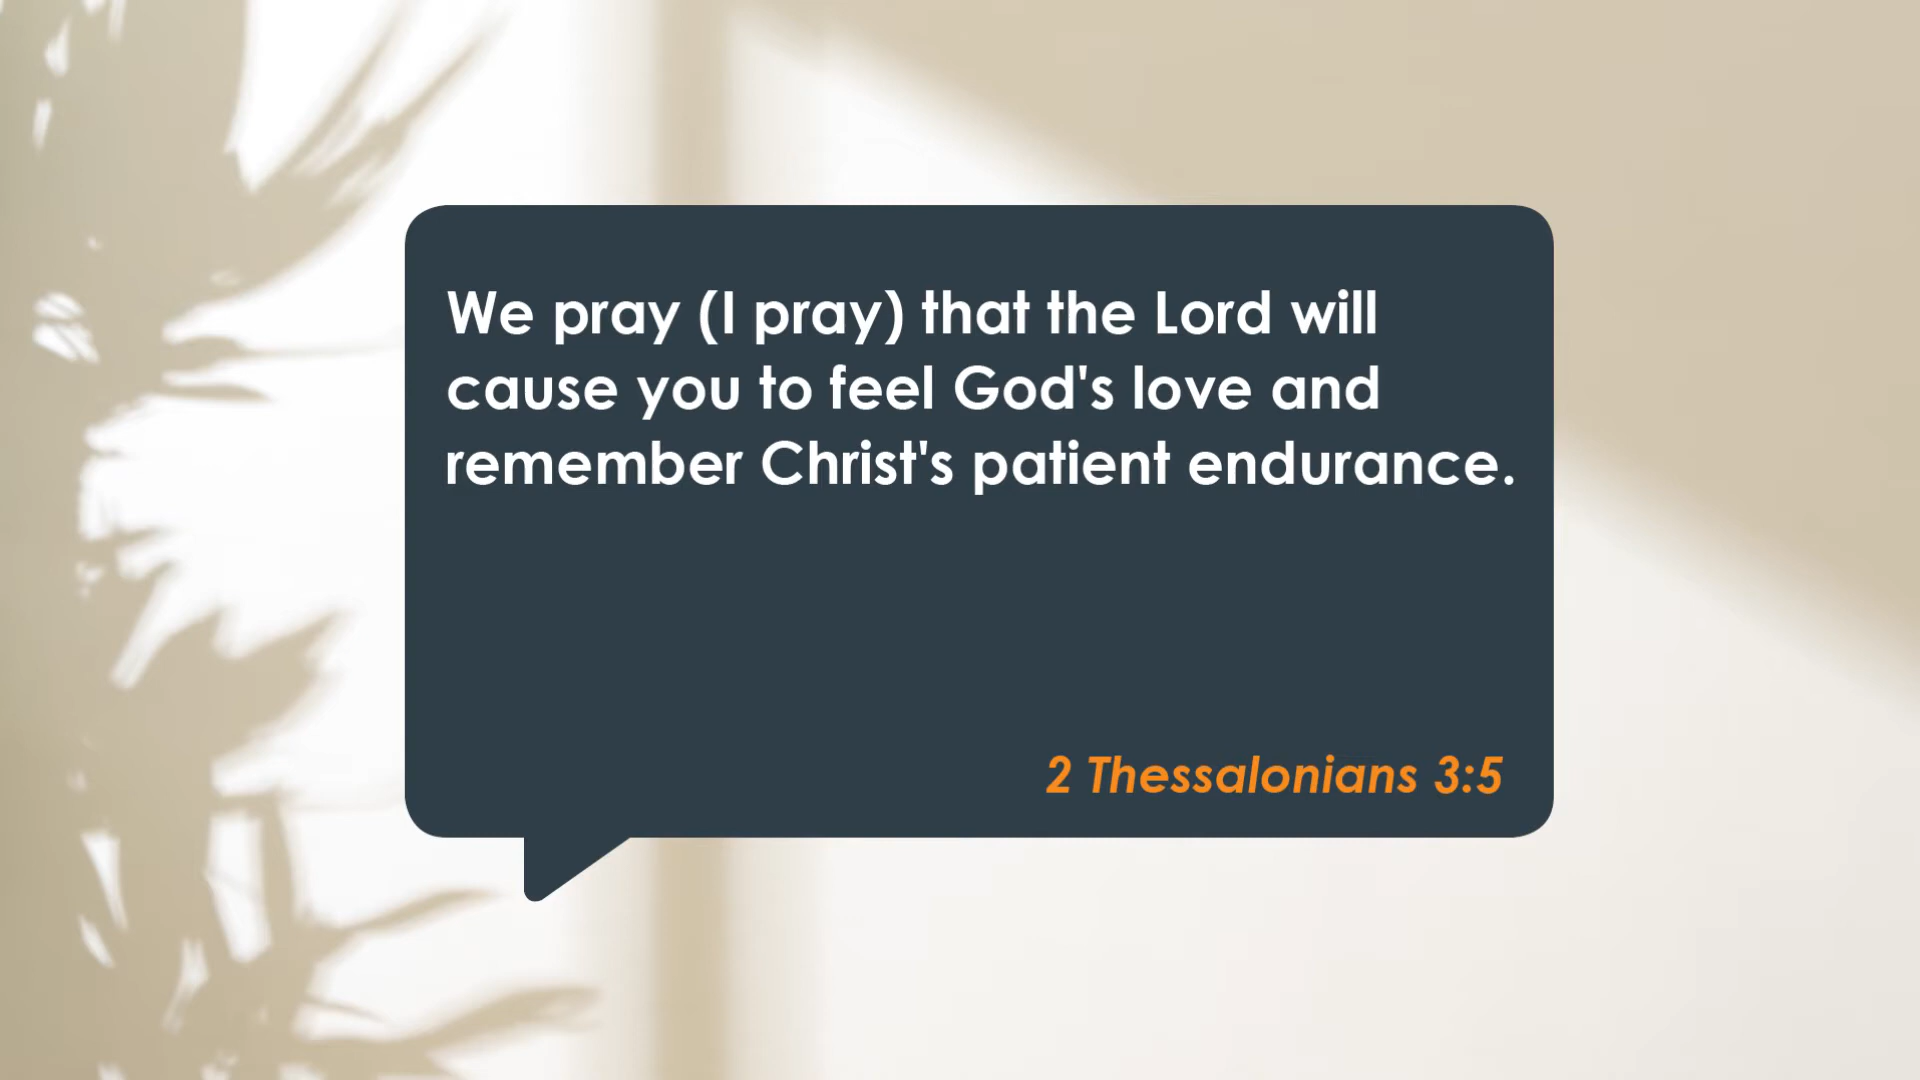 We pray (I pray) that the Lord will
cause you to feel God's love and
remember Christ's patient endurance.
2 Thessalonians 3:5